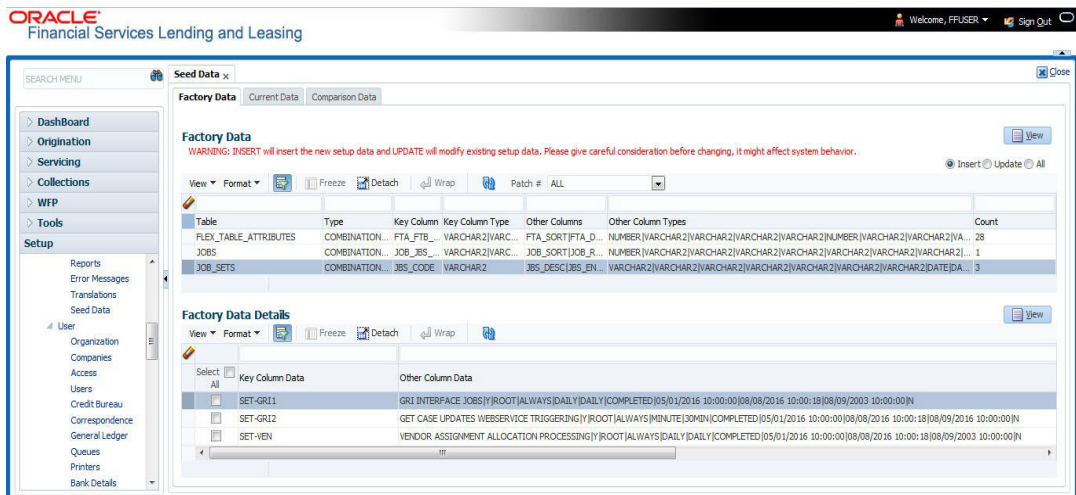 ORACLE
Welcome, FFUSER
Sign Out
Financial Services Lending and Leasing
SEARCH MENU
Seed Data x
Close
Factory Data
Current Data
Comparison Data
DashBoard
Origination
Servicing
Collections
WFP
Tools
Setup
Reports
Error Messages
Translations
Seed Data
User
Organization
Companies
Access
Users
Credit Bureau
Correspondence
General Ledger
Queues
Printers
Bank Details
Factory Data
View
WARNING: INSERT will insert the new setup data and UPDATE will modify existing setup data. Please give careful consideration before changing, it might affect system behavior.
Insert Update All
View Format Freeze Detach Wrap Patch # ALL
Table Type Key Column Key Column Type Other Columns Other Column Types Count
FLEX_TABLE_ATTRIBUTES COMBINATION... FTA_FTB_... VARCHAR2|VARC... FTA_SORT|FTA_D... NUMBER|VARCHAR2|VARCHAR2|VARCHAR2|VARCHAR2|NUMBER|VARCHAR2|VARCHAR2|VA... 28
JOBS COMBINATION... JOB_JBS_... VARCHAR2|VARC... JOB_SORT|JOB_R... NUMBER|VARCHAR2|VARCHAR2|VARCHAR2|VARCHAR2|VARCHAR2|VARCHAR2|VARCHAR2|... 1
JOB_SETS COMBINATION... JBS_CODE VARCHAR2 JBS_DESC|JBS_EN... VARCHAR2|VARCHAR2|VARCHAR2|VARCHAR2|VARCHAR2|VARCHAR2|VARCHAR2|DATE|DA... 3
Factory Data Details
View
View Format Freeze Detach Wrap
Select All Key Column Data Other Column Data
SET-GRI1 GRI INTERFACE JOBS|Y|ROOT|ALWAYS|DAILY|DAILY|COMPLETED|05/01/2016 10:00:00|08/08/2016 10:00:18|08/09/2003 10:00:00|N
SET-GRI2 GET CASE UPDATES WEBSERVICE TRIGGERING|Y|ROOT|ALWAYS|MINUTE|30MIN|COMPLETED|05/01/2016 10:00:00|08/08/2016 10:00:18|08/09/2016 10:00:00|N
SET-VEN VENDOR ASSIGNMENT ALLOCATION PROCESSING|Y|ROOT|ALWAYS|DAILY|DAILY|COMPLETED|05/01/2016 10:00:00|08/08/2016 10:00:18|08/09/2003 10:00:00|N